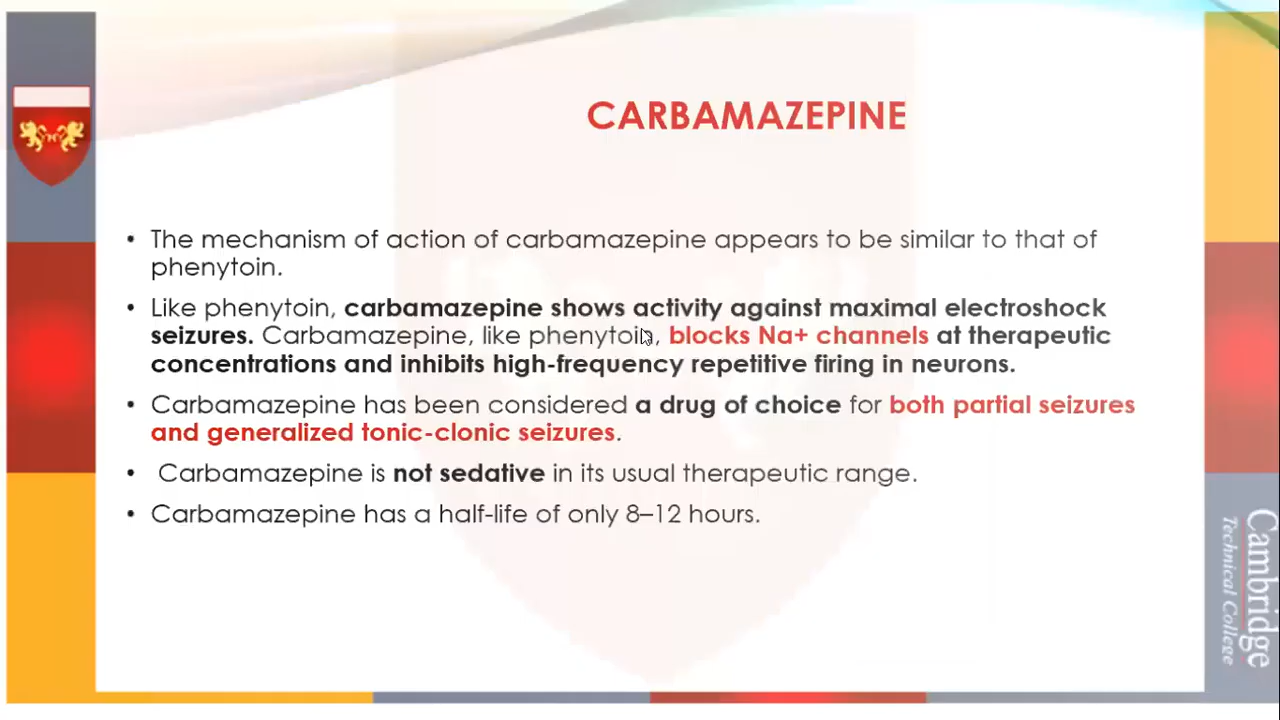 CARBAMAZEPINE
• The mechanism of action of carbamazepine appears to be similar to that of
phenytoin.
• Like phenytoin, carbamazepine shows activity against maximal electroshock
seizures. Carbamazepine, like phenytoin, blocks Na+ channels at therapeutic
concentrations and inhibits high-frequency repetitive firing in neurons.
• Carbamazepine has been considered a drug of choice for both partial seizures
and generalized tonic-clonic seizures.
• Carbamazepine is not sedative in its usual therapeutic range.
• Carbamazepine has a half-life of only 8–12 hours.
Cambridge
Technical College